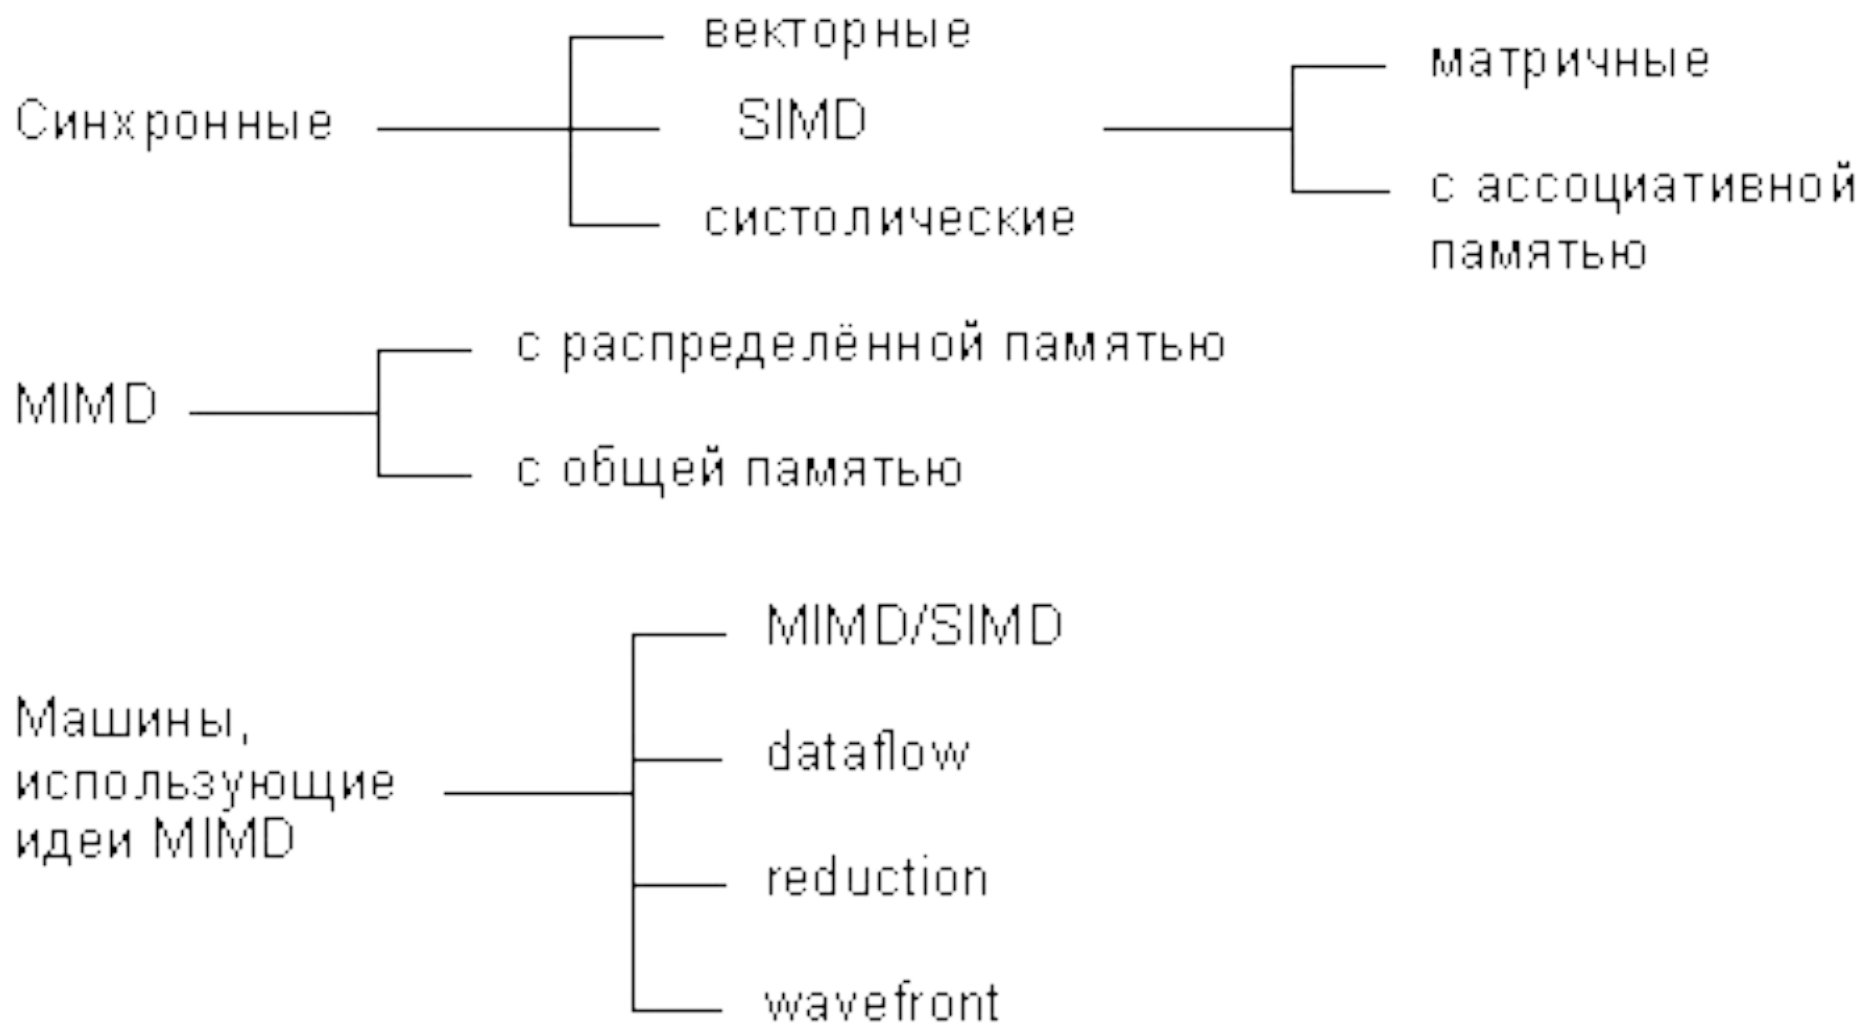 векторные
матричные
Синхронные
SIMD
с ассоциативной
памятью
систолические
с распределённой памятью
MIMD
с общей памятью
MIMD/SIMD
Машины,
использующие
идеи MIMD
dataflow
reduction
wavefront